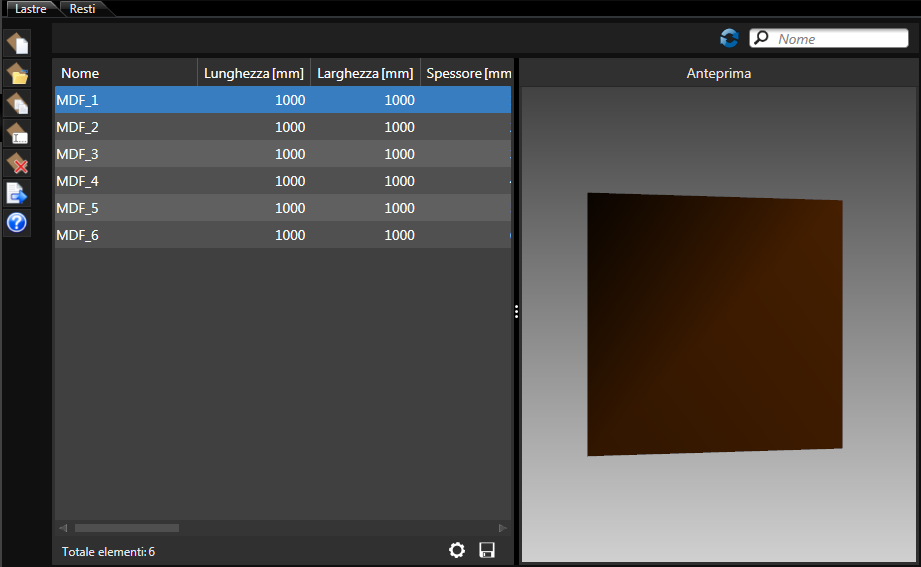 Lastre Resti
Nome
Nome Lunghezza [mm] Larghezza [mm] Spessore [mm
Anteprima
MDF_1 1000 1000
MDF_2 1000 1000
MDF_3 1000 1000
MDF_4 1000 1000
MDF_5 1000 1000
MDF_6 1000 1000
Totale elementi: 6